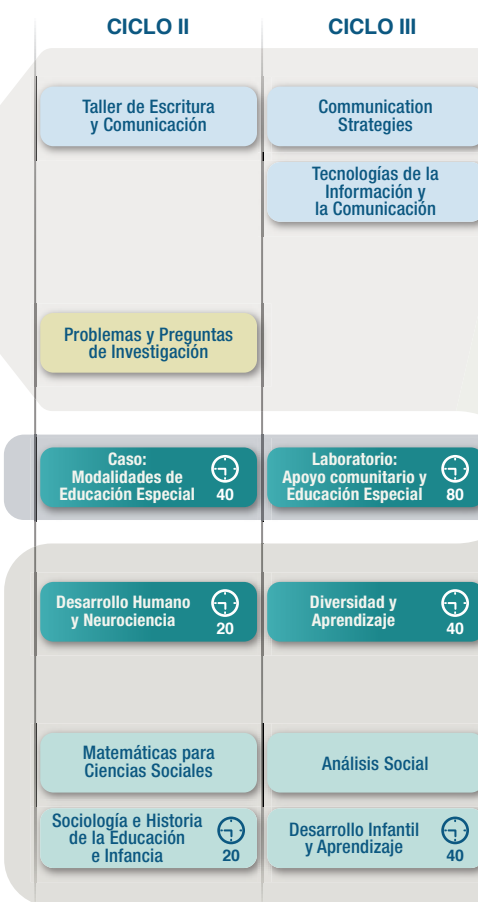 CICLO II
CICLO III
Taller de Escritura
y Comunicación
Communication
Strategies
Tecnologías de la
Información y
la Comunicación
Problemas y Preguntas
de Investigación
Caso:
Modalidades de
Educación Especial
40
Laboratorio:
Apoyo comunitario y
Educación Especial
80
Desarrollo Humano
y Neurociencia
20
Diversidad y
Aprendizaje
40
Matemáticas para
Ciencias Sociales
Análisis Social
Sociología e Historia
de la Educación
e Infancia
20
Desarrollo Infantil
y Aprendizaje
40